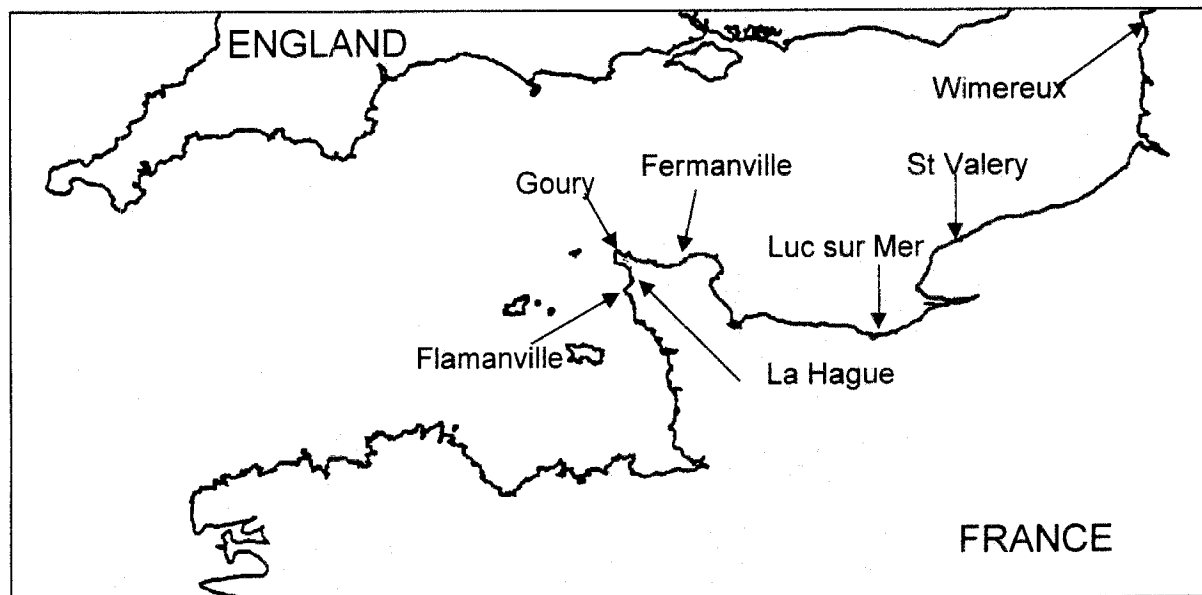 ENGLAND
Wimereux
Goury
Fermanville
St Valery
Luc sur Mer
Flamanville
La Hague
FRANCE